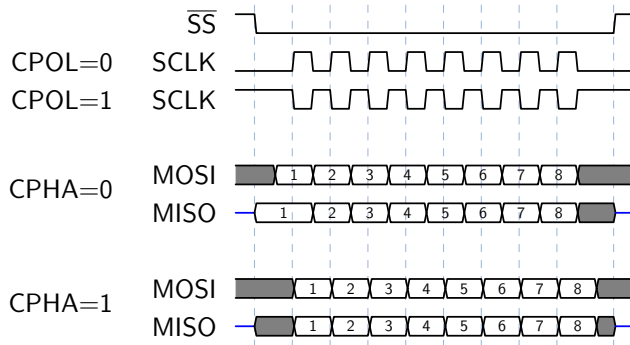 SS
CPOL=0 SCLK
CPOL=1 SCLK
CPHA=0
MOSI 1 2 3 4 5 6 7 8
MISO 1 2 3 4 5 6 7 8
CPHA=1
MOSI 1 2 3 4 5 6 7 8
MISO 1 2 3 4 5 6 7 8